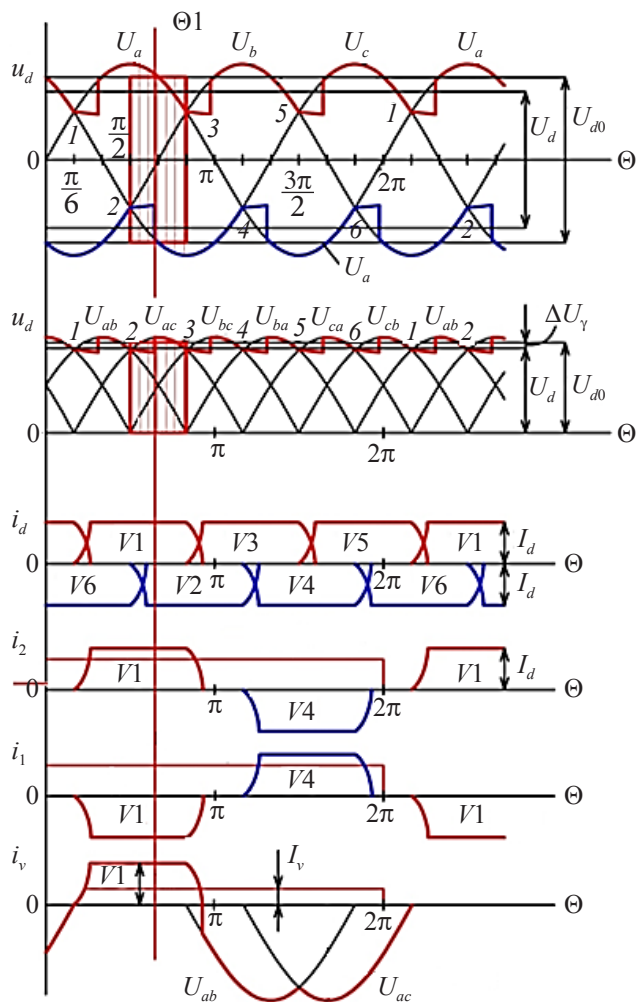 Θ1
U_a U_b U_c U_a
u_d
1 π/2 3 5 1
U_d U_d0
0 π/6 π 3π/2 2π Θ
2 4 6 2
U_a
u_d 1 U_ab 2 U_ac 3 U_bc 4 U_ba 5 U_ca 6 U_cb 1 U_ab 2 ΔU_γ
U_d U_d0
0 π 2π Θ
i_d V1 V3 V5 V1 I_d
0 π 2π Θ
V6 V2 V4 V6 I_d
i_2 V1 V1 I_d
0 π V4 2π Θ
i_1 V4
0 π 2π Θ
V1 V1
i_v V1 I_v
0 π 2π Θ
U_ab U_ac